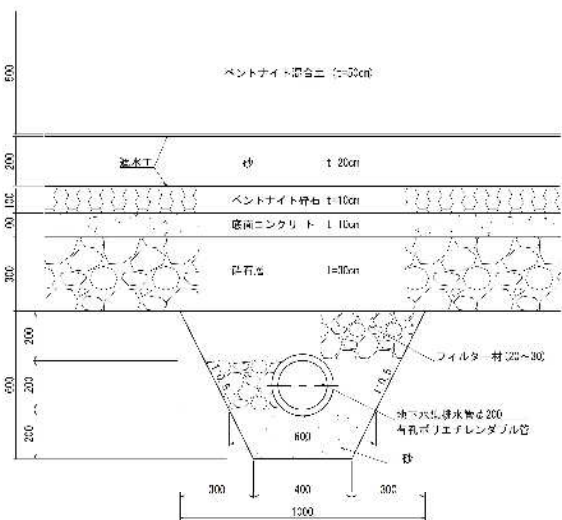 500
ベントナイト混合土 (t=50cm)
200
遮水工
砂 t=20cm
100
ベントナイト砕石 t=10cm
底面コンクリート t=10cm
300
砕石層 t=30cm
200
フィルター材(20~30)
1:0.5
1:0.5
600
200
地下水集排水管φ200
有孔ポリエチレンダブル管
200
600
砂
300
400
300
1000